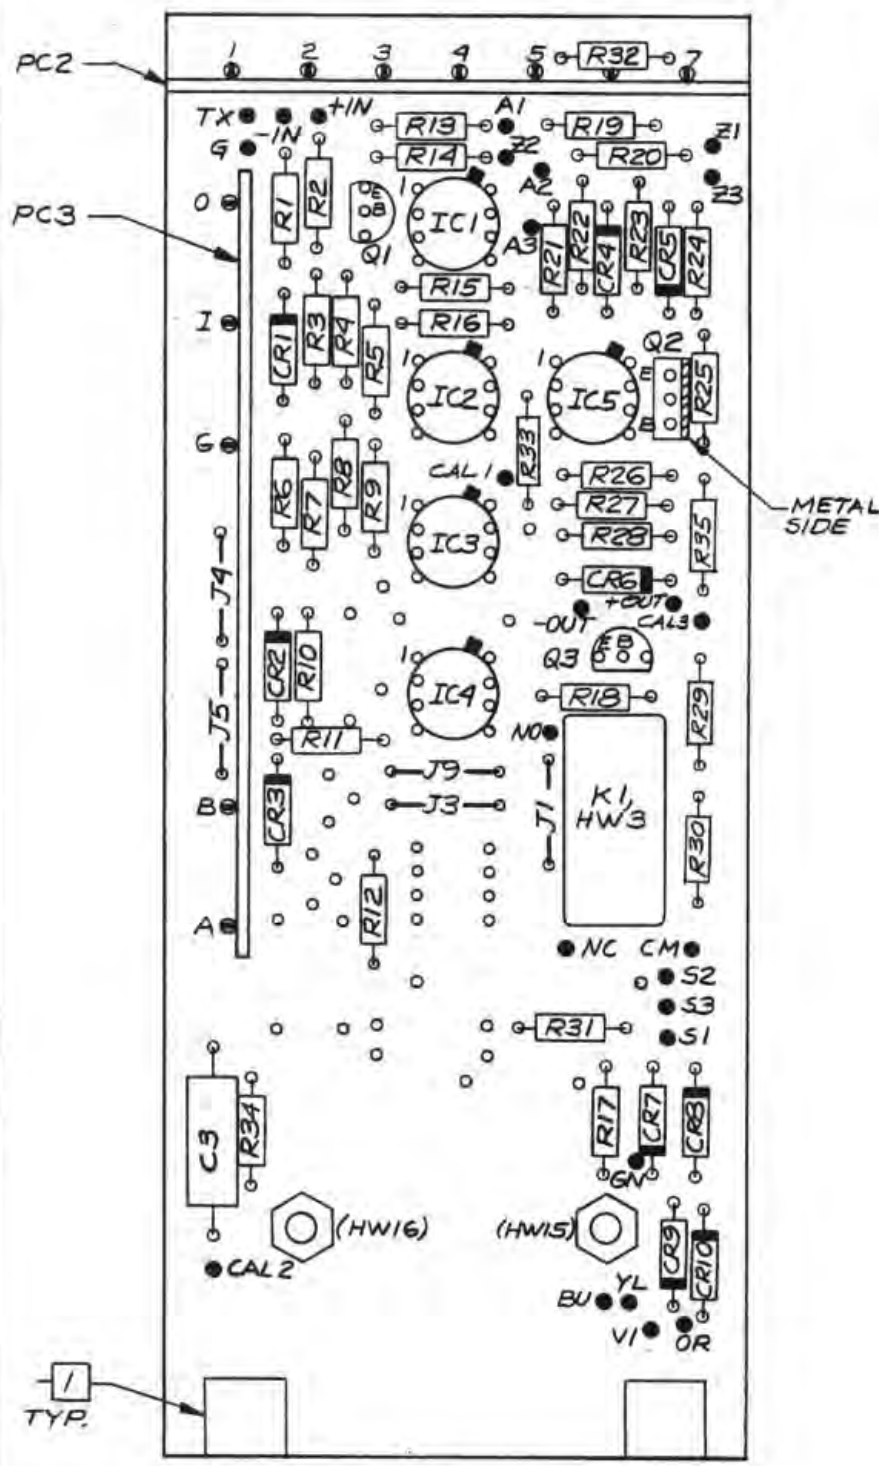 1 2 3 4 5 R32 7
PC2
TX -IN +IN R13 A1 R19 Z1
G R14 Z2 R20
A2 Z3
PC3
O R1 R2 E B Q1 1 IC1 A3 R21 R22 CR4 R23 CR5 R24
R15
I CR1 R3 R4 R5 R16
1 IC2 1 IC5 Q2 E B R25
G
R6 R7 R8 R9 CAL 1 R33 R26
1 IC3 R27 R35 METAL
SIDE
R28
J4 CR6
-OUT +OUT CAL3
CR2 R10 1 IC4 Q3 E B
J5 R18 R29
R11 NO
J9
B CR3 J3 J1 K1,
HW3 R30
A R12
NC CM
S2
S3
R31 S1
C3 R34 R17 CR7 CR8
GN
(HW16) (HW15)
CR9 CR10
CAL2
BU YL
VI OR
1
TYP.